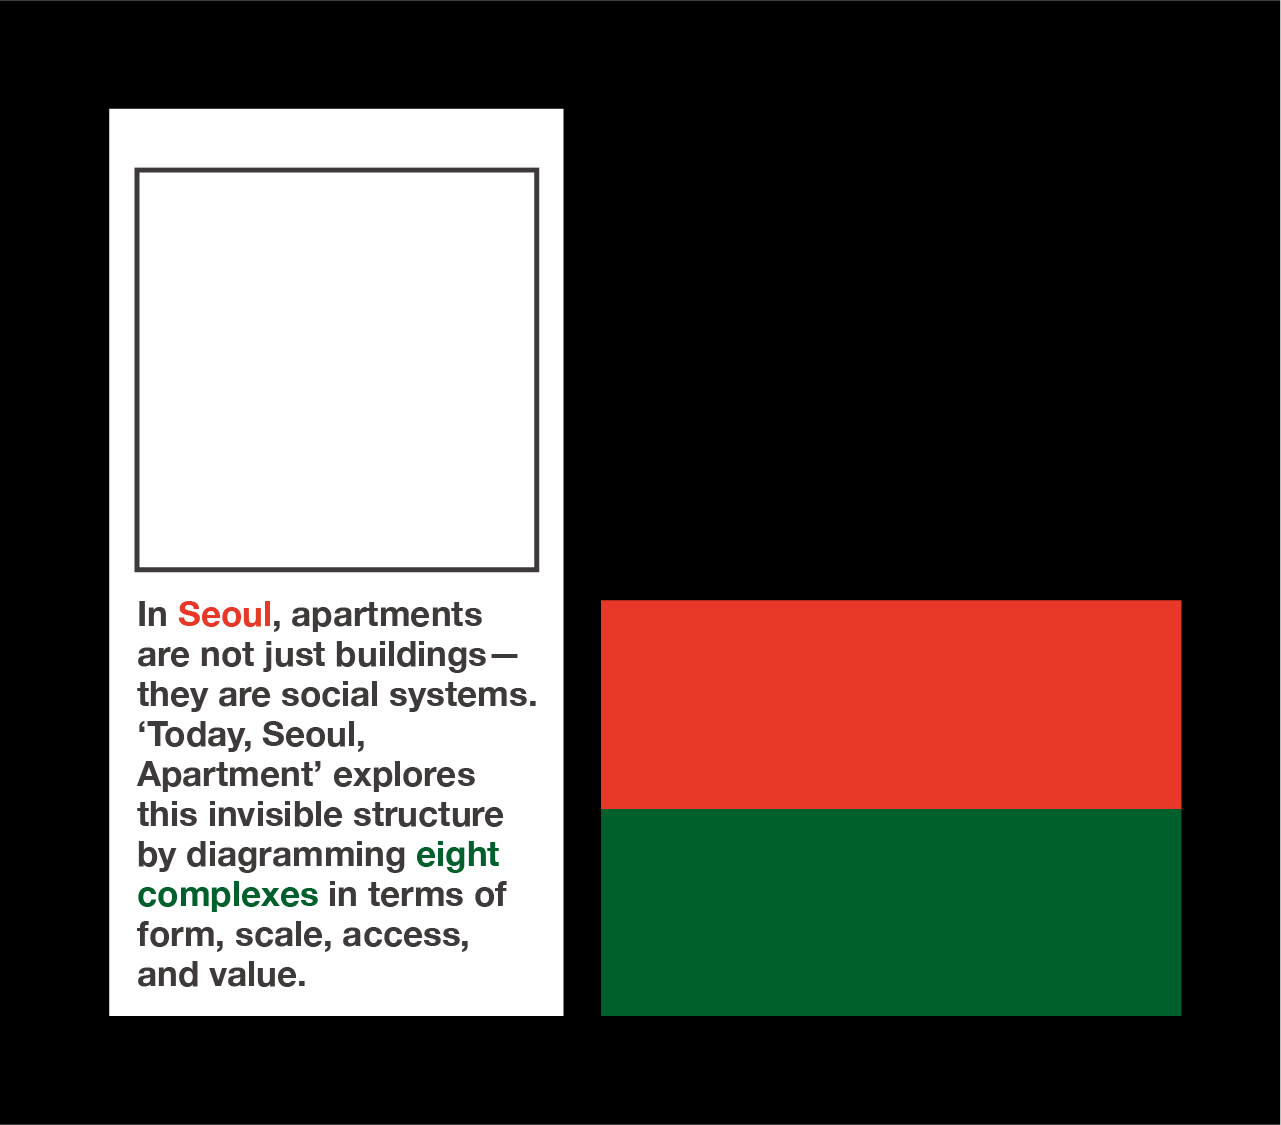 In Seoul, apartments
are not just buildings—
they are social systems.
‘Today, Seoul,
Apartment’ explores
this invisible structure
by diagramming eight
complexes in terms of
form, scale, access,
and value.